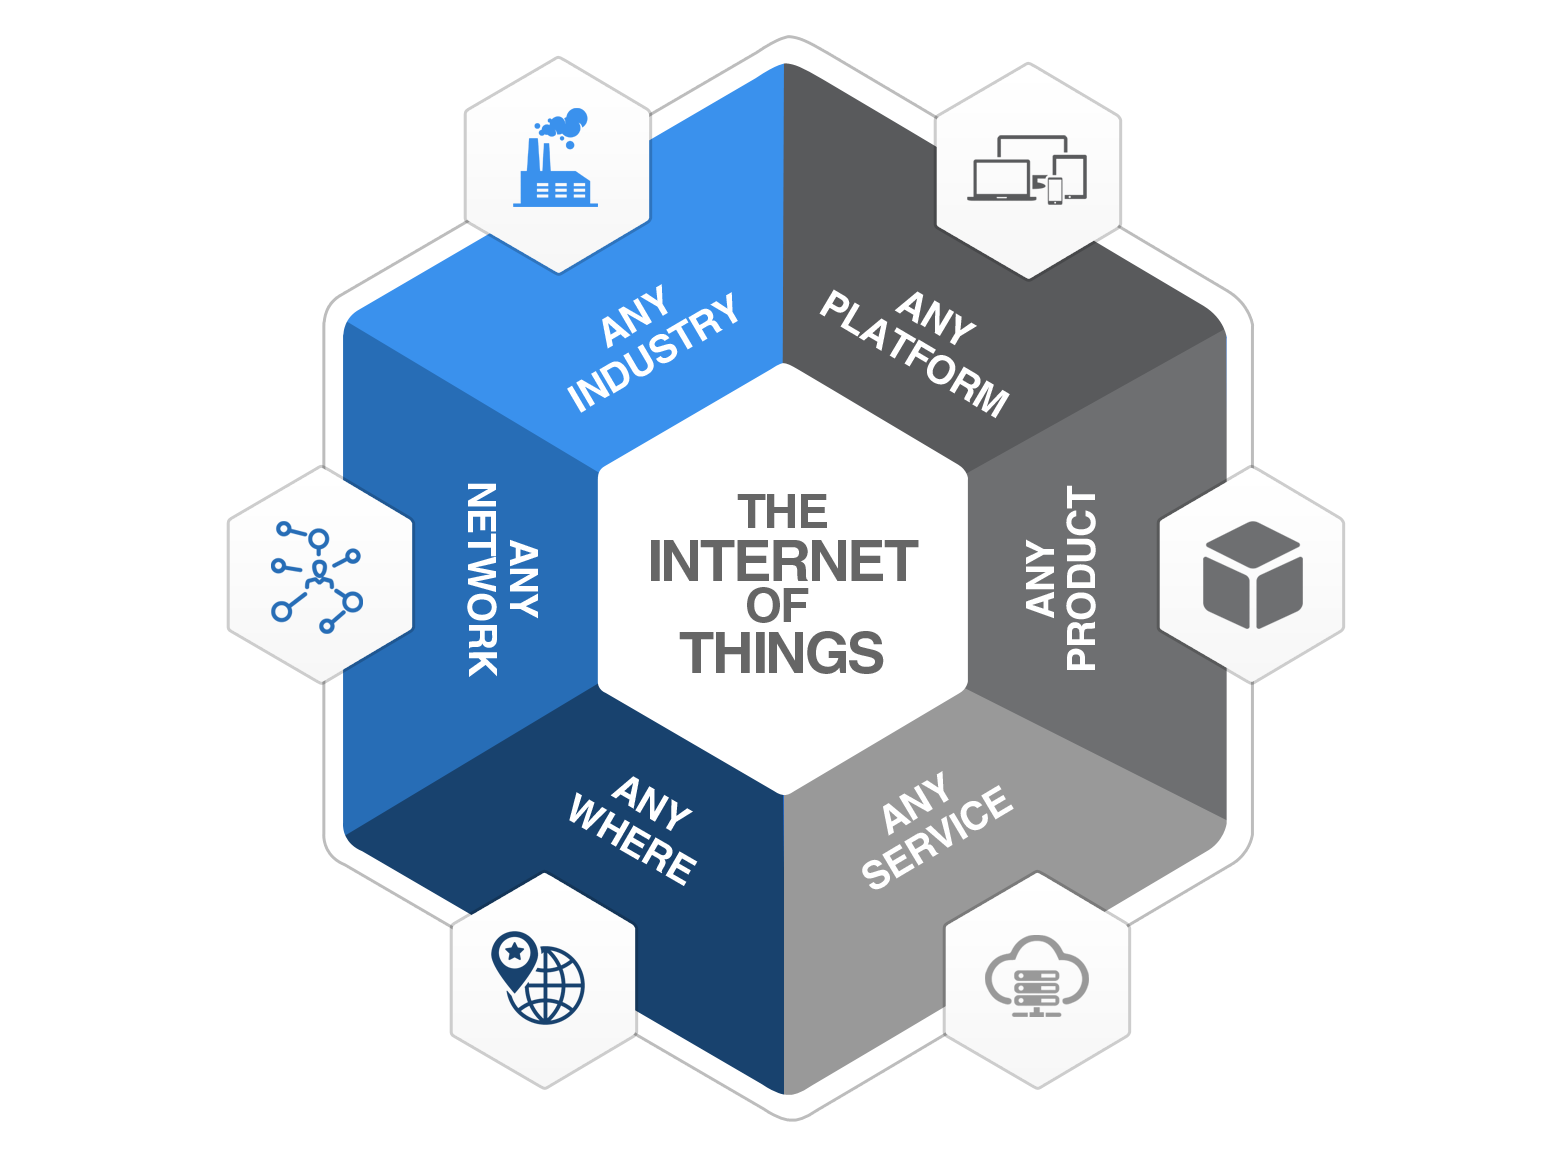 THE
INTERNET
OF
THINGS
ANY
PLATFORM
ANY
PRODUCT
ANY
SERVICE
ANY
WHERE
ANY
NETWORK
ANY
INDUSTRY